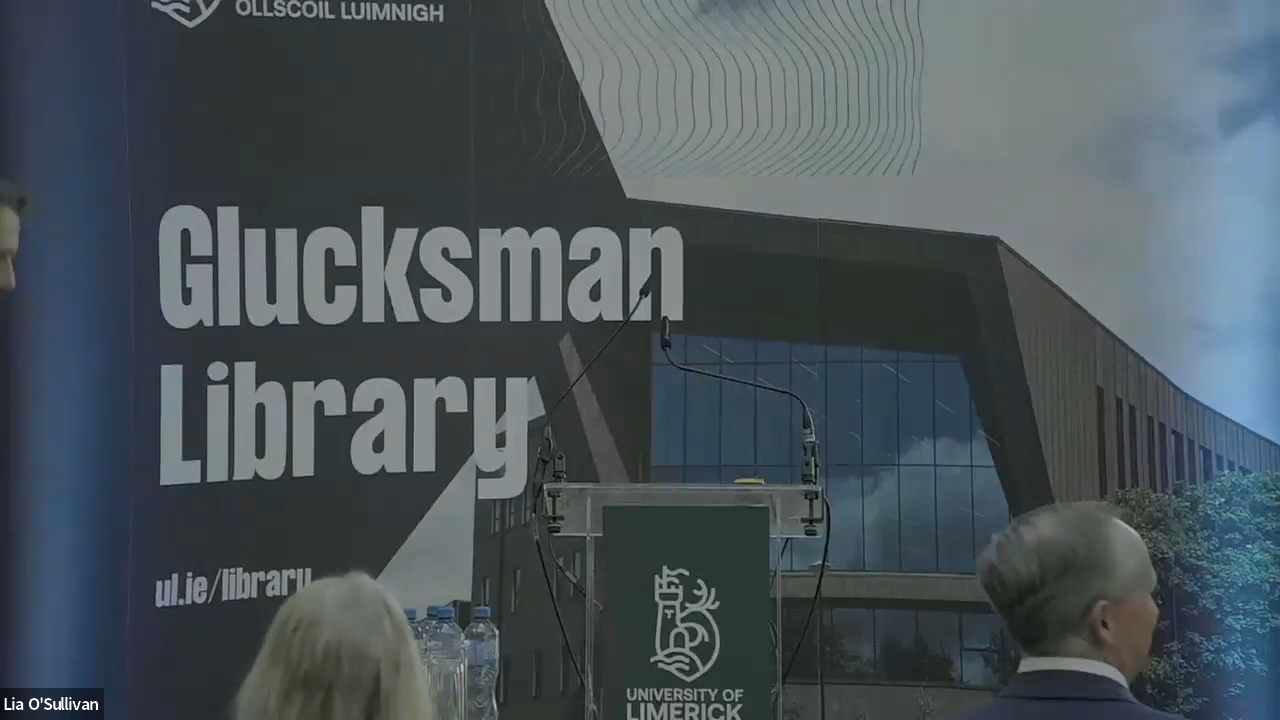 OLLSCOIL LUIMNIGH
Glucksman
Library
ul.ie/library
UNIVERSITY OF
LIMERICK
Lia O'Sullivan